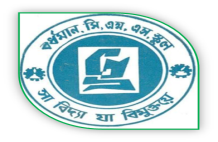 বর্ধমান, সি, এম, এস, স্কুল
সা বিদ্যা যা বিমুক্তয়ে